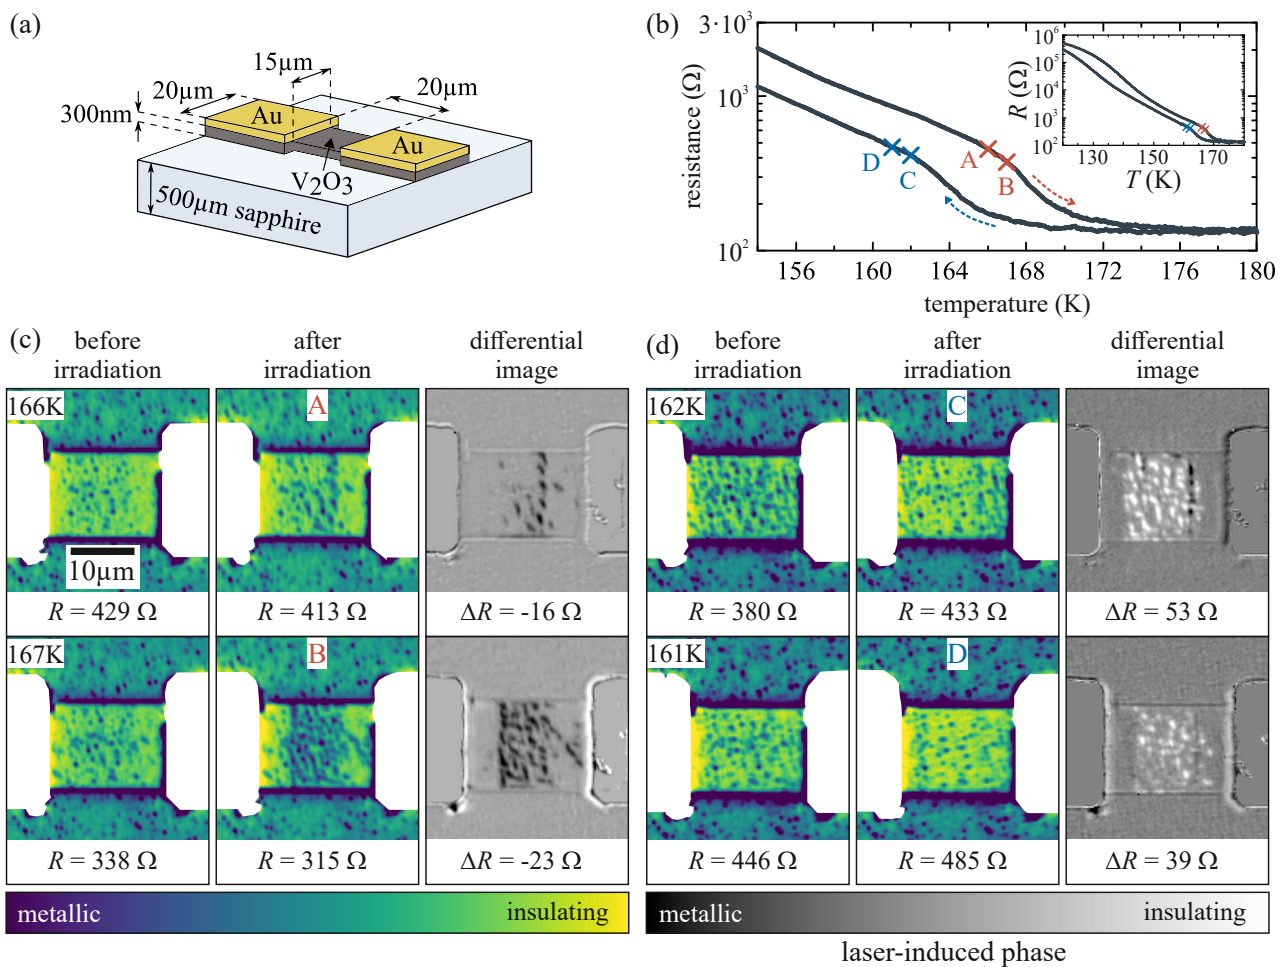 (a)
15µm
20µm
20µm
300nm
Au
Au
V₂O₃
500µm sapphire
(b)
3·10³
10³
10²
resistance (Ω)
D
C
A
B
156
160
164
168
172
176
180
temperature (K)
10⁶
10⁵
10⁴
10³
10²
R (Ω)
130
150
170
T (K)
(c)
before irradiation
after irradiation
differential image
166K
A
10µm
R = 429 Ω
R = 413 Ω
ΔR = -16 Ω
167K
B
R = 338 Ω
R = 315 Ω
ΔR = -23 Ω
metallic
insulating
(d)
before irradiation
after irradiation
differential image
162K
C
R = 380 Ω
R = 433 Ω
ΔR = 53 Ω
161K
D
R = 446 Ω
R = 485 Ω
ΔR = 39 Ω
metallic
insulating
laser-induced phase